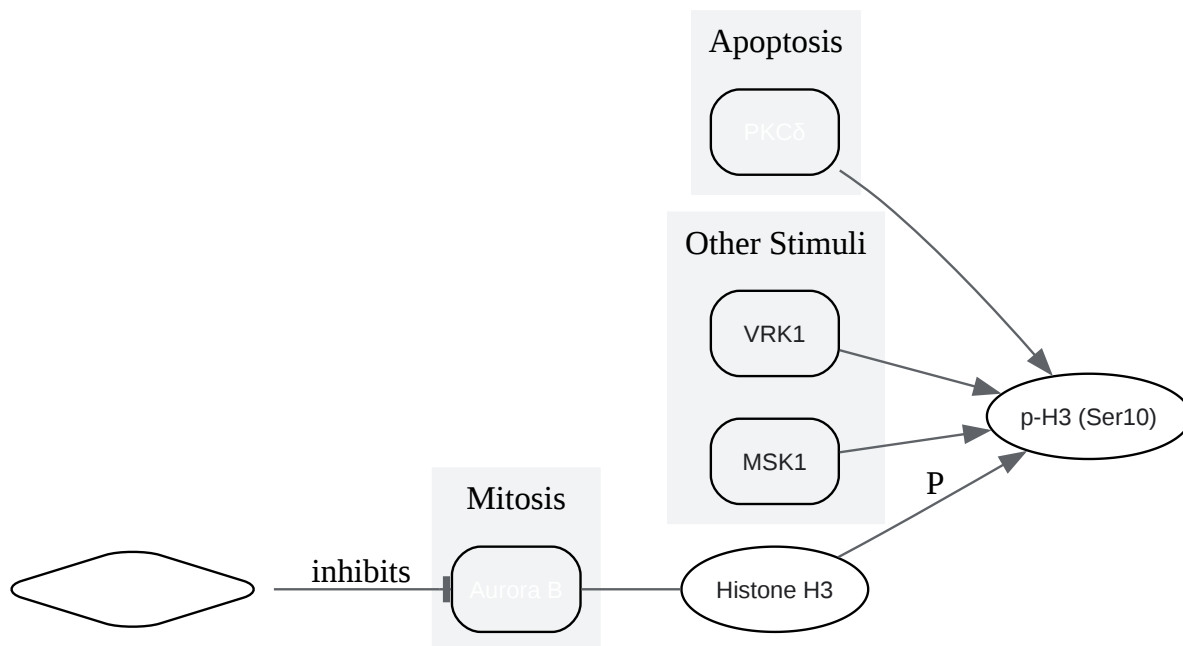 Apoptosis
PKCδ
Other Stimuli
VRK1
MSK1
p-H3 (Ser10)
P
Mitosis
inhibits
Aurora B
Histone H3